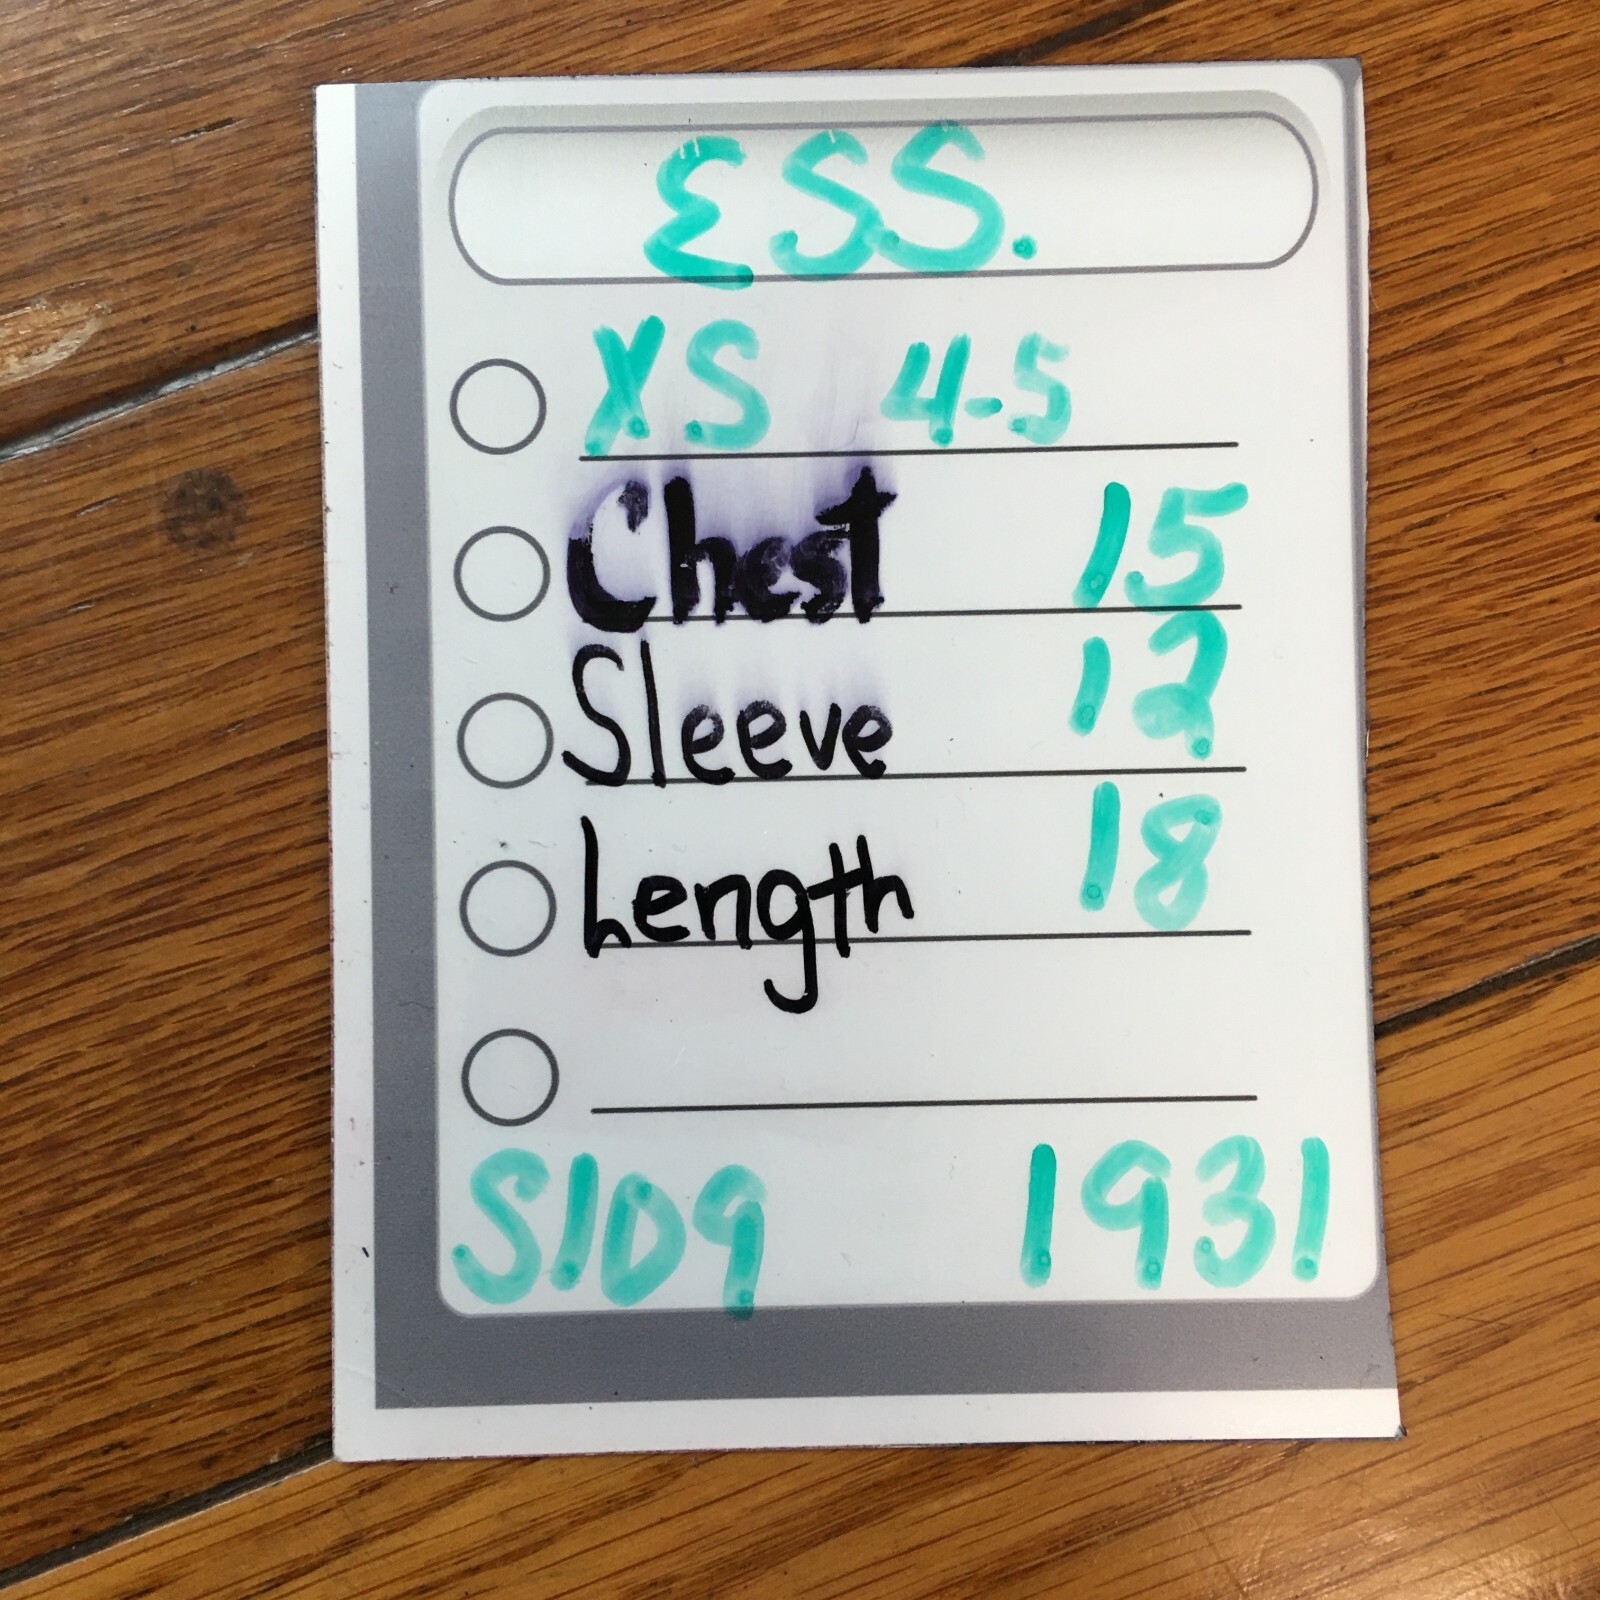 ESS.
XS 4-5
Chest 15
Sleeve 12
Length 18
S109 1931